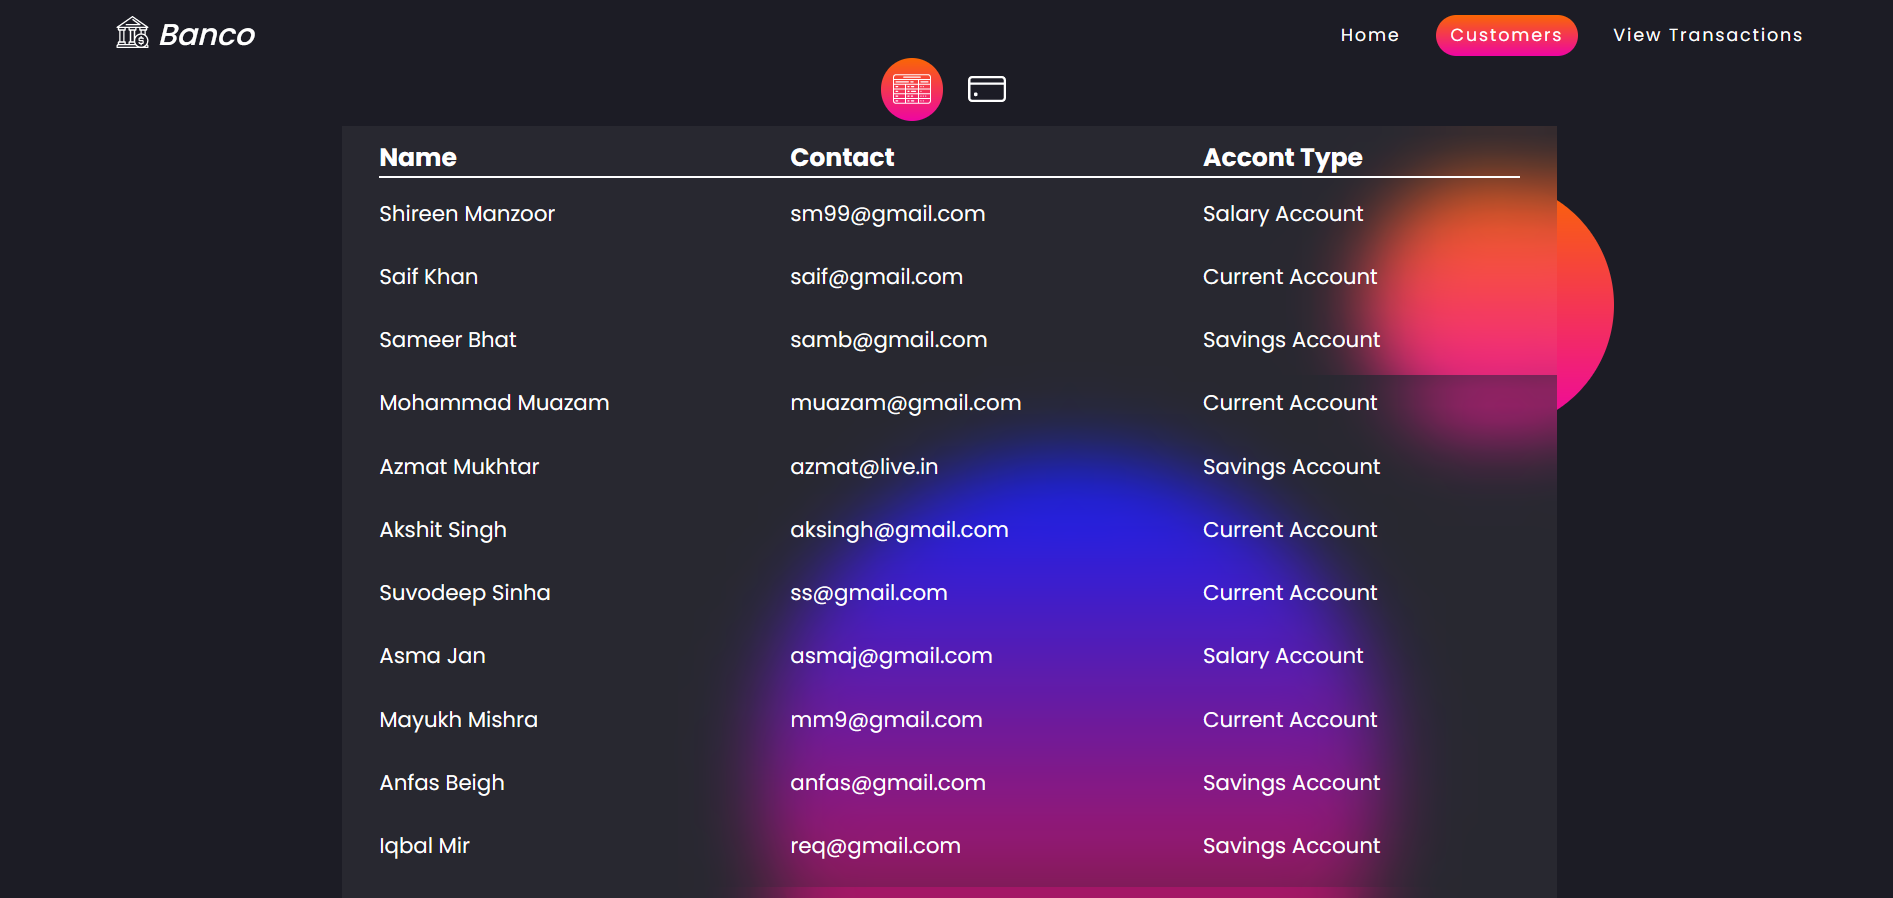 Banco Home Customers View Transactions
Name Contact Accont Type
Shireen Manzoor sm99@gmail.com Salary Account
Saif Khan saif@gmail.com Current Account
Sameer Bhat samb@gmail.com Savings Account
Mohammad Muazam muazam@gmail.com Current Account
Azmat Mukhtar azmat@live.in Savings Account
Akshit Singh aksingh@gmail.com Current Account
Suvodeep Sinha ss@gmail.com Current Account
Asma Jan asmaj@gmail.com Salary Account
Mayukh Mishra mm9@gmail.com Current Account
Anfas Beigh anfas@gmail.com Savings Account
Iqbal Mir req@gmail.com Savings Account